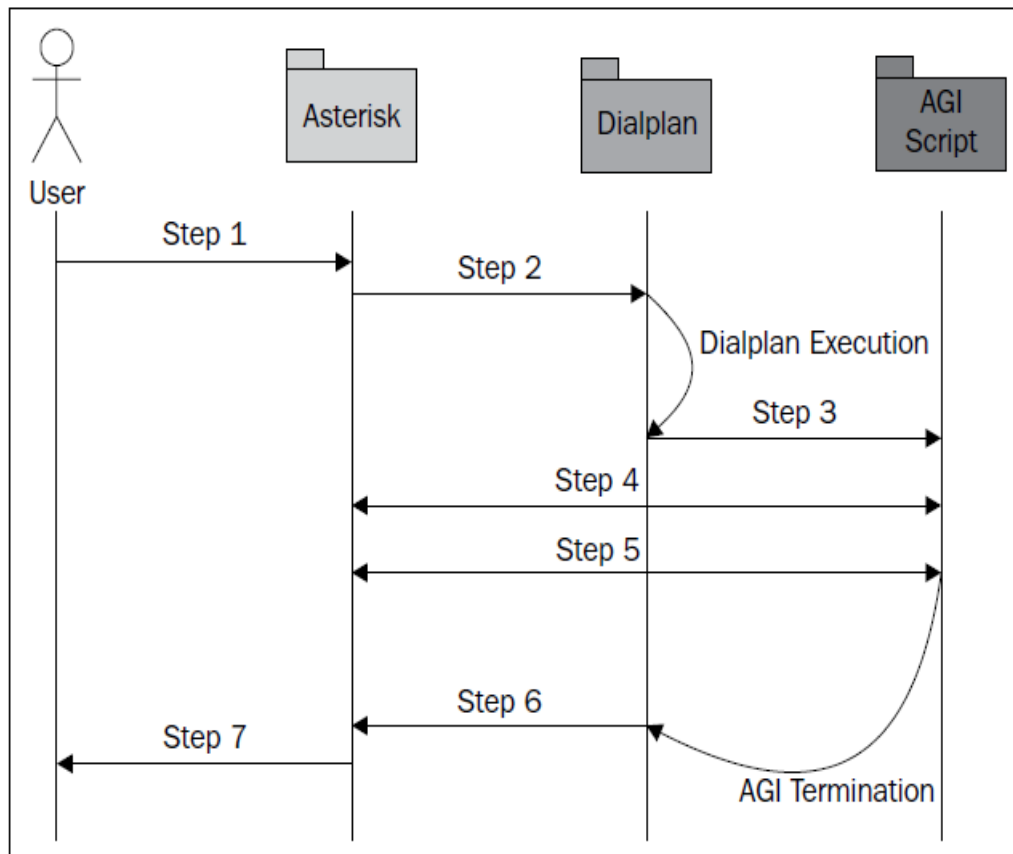 Asterisk
Dialplan
AGI
Script
User
Step 1
Step 2
Dialplan Execution
Step 3
Step 4
Step 5
Step 6
Step 7
AGI Termination